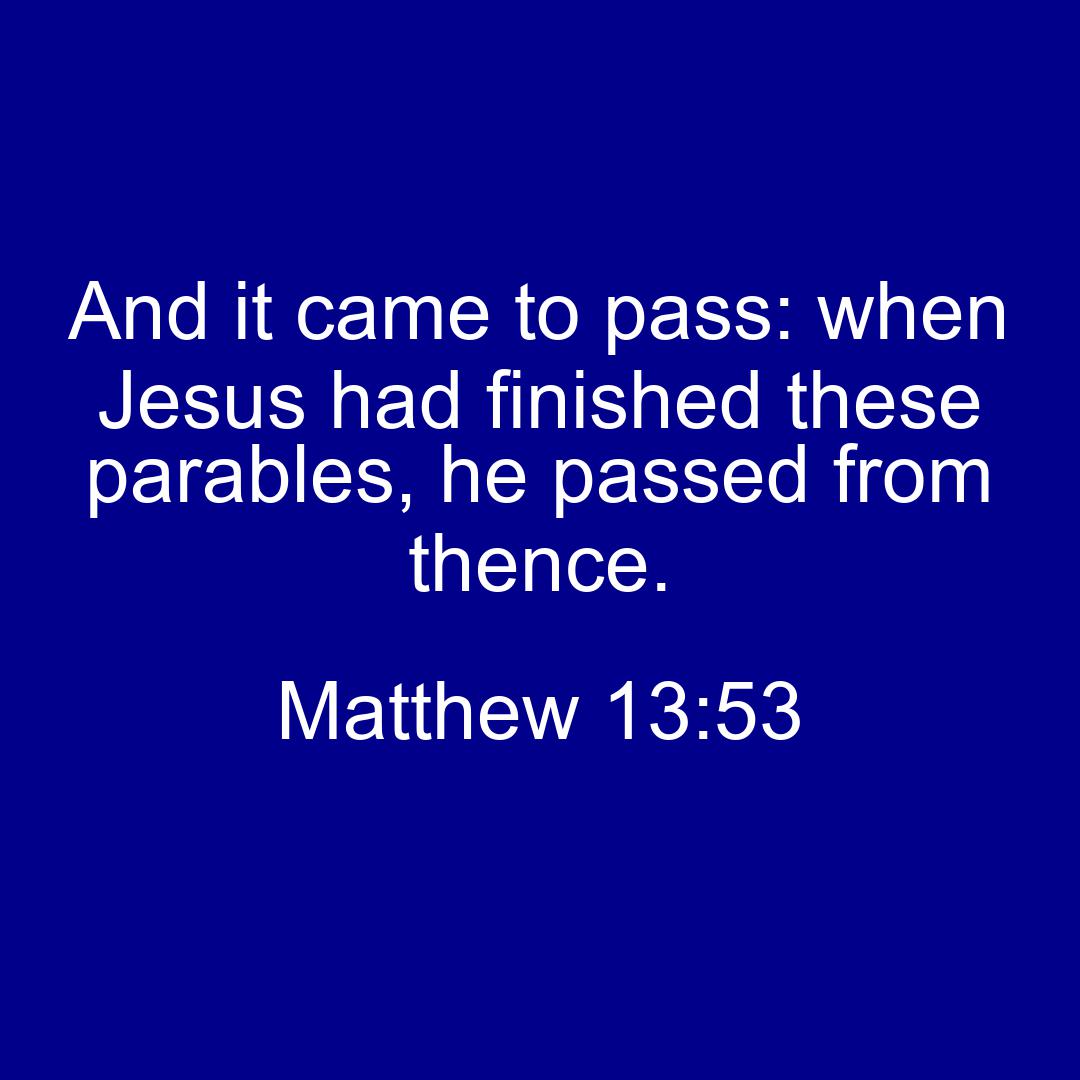 And it came to pass: when
Jesus had finished these
parables, he passed from
thence.
Matthew 13:53